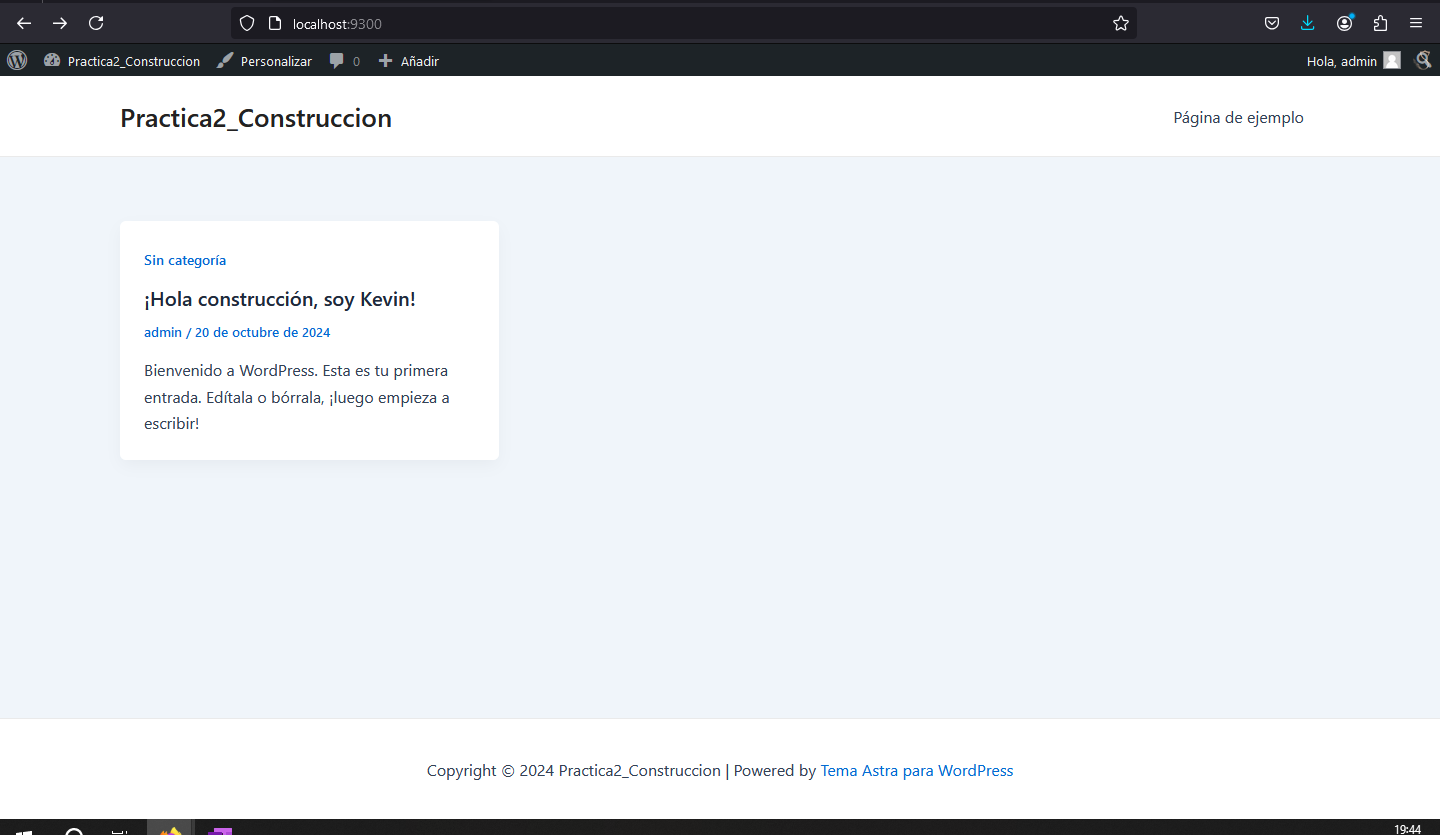 localhost:9300
Practica2_Construccion Personalizar 0 Añadir Hola, admin
Practica2_Construccion Página de ejemplo
Sin categoría
¡Hola construcción, soy Kevin!
admin / 20 de octubre de 2024
Bienvenido a WordPress. Esta es tu primera
entrada. Edítala o bórrala, ¡luego empieza a
escribir!
Copyright © 2024 Practica2_Construccion | Powered by Tema Astra para WordPress
19:44